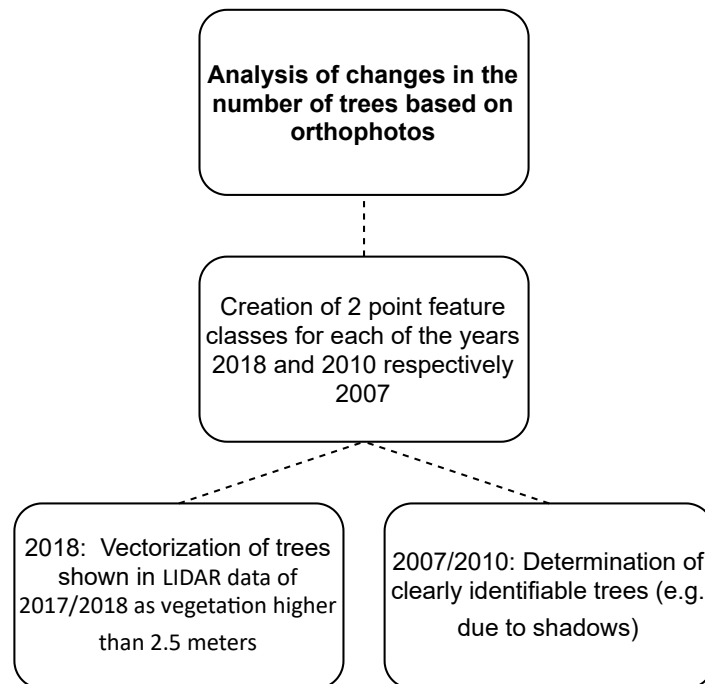 Analysis of changes in the
number of trees based on
orthophotos
Creation of 2 point feature
classes for each of the years
2018 and 2010 respectively
2007
2018:  Vectorization of trees
shown in LIDAR data of
2017/2018 as vegetation higher
than 2.5 meters
2007/2010: Determination of
clearly identifiable trees (e.g.
due to shadows)